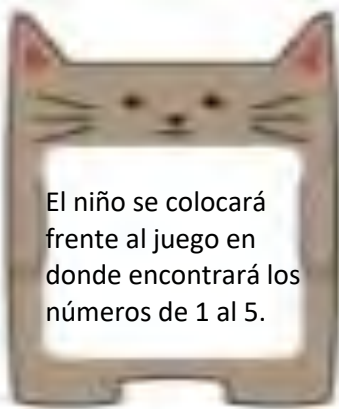 El niño se colocará
frente al juego en
donde encontrará los
números de 1 al 5.